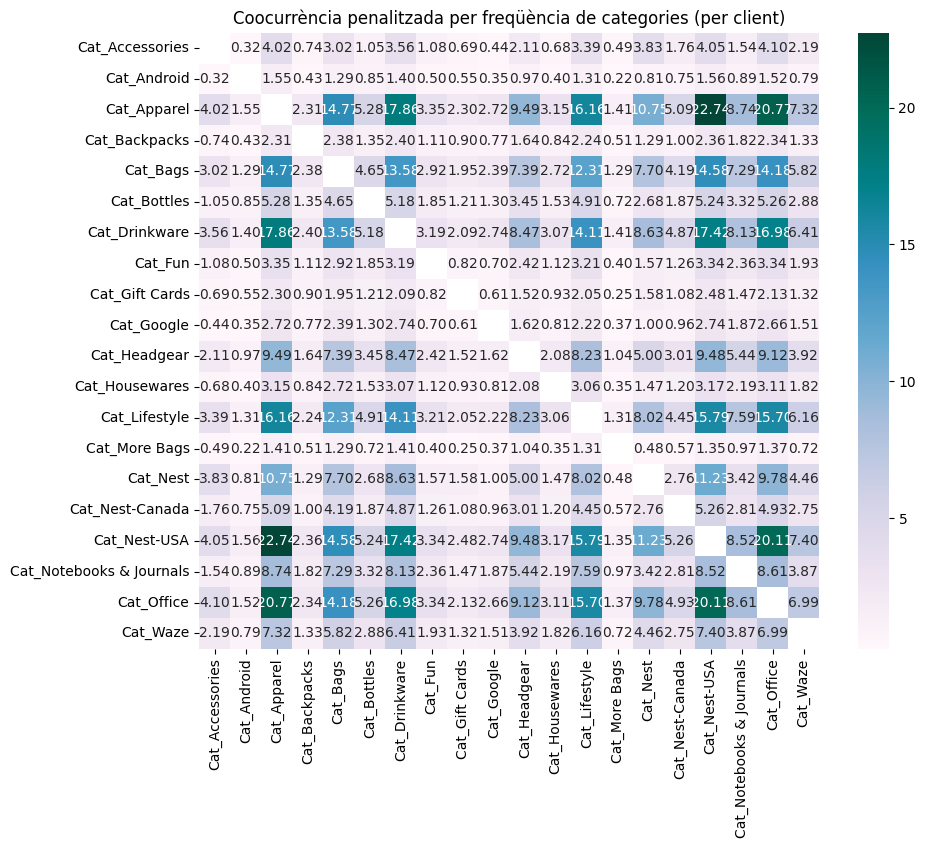 Coocurrència penalitzada per freqüència de categories (per client)
Cat_Accessories 0.32 4.02 0.74 3.02 1.05 3.56 1.08 0.69 0.44 2.11 0.68 3.39 0.49 3.83 1.76 4.05 1.54 4.10 2.19
Cat_Android 0.32 1.55 0.43 1.29 0.85 1.40 0.50 0.55 0.35 0.97 0.40 1.31 0.22 0.81 0.75 1.56 0.89 1.52 0.79
Cat_Apparel 4.02 1.55 2.31 14.77 5.28 17.86 3.35 2.30 2.72 9.49 3.15 16.16 1.41 10.75 5.09 22.74 8.74 20.77 7.32
Cat_Backpacks 0.74 0.43 2.31 2.38 1.35 2.40 1.11 0.90 0.77 1.64 0.84 2.24 0.51 1.29 1.00 2.36 1.82 2.34 1.33
Cat_Bags 3.02 1.29 14.77 2.38 4.65 13.58 2.92 1.95 2.39 7.39 2.72 12.31 1.29 7.70 4.19 14.58 7.29 14.18 5.82
Cat_Bottles 1.05 0.85 5.28 1.35 4.65 5.18 1.85 1.21 1.30 3.45 1.53 4.91 0.72 2.68 1.87 5.24 3.32 5.26 2.88
Cat_Drinkware 3.56 1.40 17.86 2.40 13.58 5.18 3.19 2.09 2.74 8.47 3.07 14.11 1.41 8.63 4.87 17.42 8.13 16.98 6.41
Cat_Fun 1.08 0.50 3.35 1.11 2.92 1.85 3.19 0.82 0.70 2.42 1.12 3.21 0.40 1.57 1.26 3.34 2.36 3.34 1.93
Cat_Gift Cards 0.69 0.55 2.30 0.90 1.95 1.21 2.09 0.82 0.61 1.52 0.93 2.05 0.25 1.58 1.08 2.48 1.47 2.13 1.32
Cat_Google 0.44 0.35 2.72 0.77 2.39 1.30 2.74 0.70 0.61 1.62 0.81 2.22 0.37 1.00 0.96 2.74 1.87 2.66 1.51
Cat_Headgear 2.11 0.97 9.49 1.64 7.39 3.45 8.47 2.42 1.52 1.62 2.08 8.23 1.04 5.00 3.01 9.48 5.44 9.12 3.92
Cat_Housewares 0.68 0.40 3.15 0.84 2.72 1.53 3.07 1.12 0.93 0.81 2.08 3.06 0.35 1.47 1.20 3.17 2.19 3.11 1.82
Cat_Lifestyle 3.39 1.31 16.16 2.24 12.31 4.91 14.11 3.21 2.05 2.22 8.23 3.06 1.31 8.02 4.45 15.79 7.59 15.70 6.16
Cat_More Bags 0.49 0.22 1.41 0.51 1.29 0.72 1.41 0.40 0.25 0.37 1.04 0.35 1.31 0.48 0.57 1.35 0.97 1.37 0.72
Cat_Nest 3.83 0.81 10.75 1.29 7.70 2.68 8.63 1.57 1.58 1.00 5.00 1.47 8.02 0.48 2.76 11.23 3.42 9.78 4.46
Cat_Nest-Canada 1.76 0.75 5.09 1.00 4.19 1.87 4.87 1.26 1.08 0.96 3.01 1.20 4.45 0.57 2.76 5.26 2.81 4.93 2.75
Cat_Nest-USA 4.05 1.56 22.74 2.36 14.58 5.24 17.42 3.34 2.48 2.74 9.48 3.17 15.79 1.35 11.23 5.26 8.52 20.11 7.40
Cat_Notebooks & Journals 1.54 0.89 8.74 1.82 7.29 3.32 8.13 2.36 1.47 1.87 5.44 2.19 7.59 0.97 3.42 2.81 8.52 8.61 3.87
Cat_Office 4.10 1.52 20.77 2.34 14.18 5.26 16.98 3.34 2.13 2.66 9.12 3.11 15.70 1.37 9.78 4.93 20.11 8.61 6.99
Cat_Waze 2.19 0.79 7.32 1.33 5.82 2.88 6.41 1.93 1.32 1.51 3.92 1.82 6.16 0.72 4.46 2.75 7.40 3.87 6.99
Cat_Accessories
Cat_Android
Cat_Apparel
Cat_Backpacks
Cat_Bags
Cat_Bottles
Cat_Drinkware
Cat_Fun
Cat_Gift Cards
Cat_Google
Cat_Headgear
Cat_Housewares
Cat_Lifestyle
Cat_More Bags
Cat_Nest
Cat_Nest-Canada
Cat_Nest-USA
Cat_Notebooks & Journals
Cat_Office
Cat_Waze
20
15
10
5